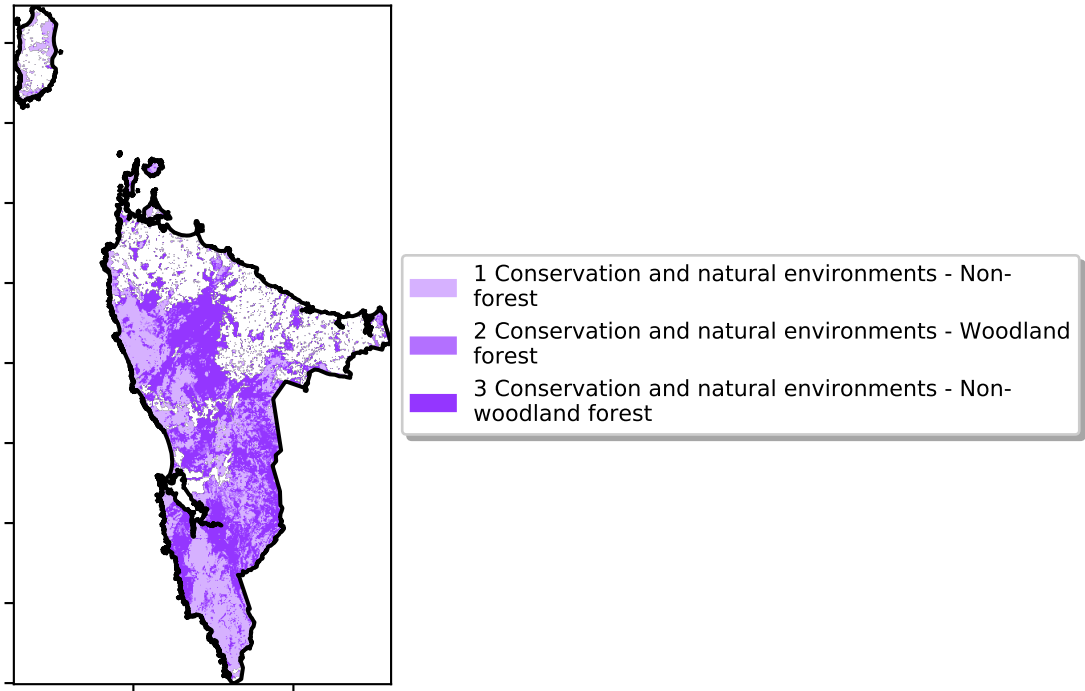 1 Conservation and natural environments - Non-
forest
2 Conservation and natural environments - Woodland
forest
3 Conservation and natural environments - Non-
woodland forest